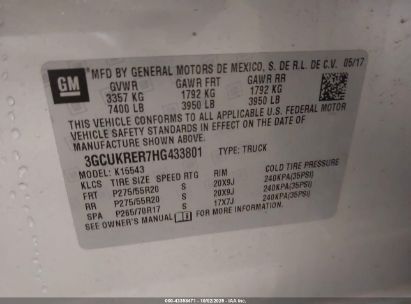 GM
MFD BY GENERAL MOTORS DE MEXICO, S. DE R.L. DE C.V. 05/17
GVWR GAWR FRT GAWR RR
3357 KG 1792 KG 1792 KG
7400 LB 3950 LB 3950 LB
THIS VEHICLE CONFORMS TO ALL APPLICABLE U.S. FEDERAL MOTOR
VEHICLE SAFETY STANDARDS IN EFFECT ON THE DATE OF
MANUFACTURE SHOWN ABOVE.
3GCUKRER7HG433801 TYPE: TRUCK
MODEL: K15543
KLCS TIRE SIZE SPEED RTG RIM COLD TIRE PRESSURE
FRT P275/55R20 S 20X9J 240KPA(35PSI)
RR P275/55R20 S 20X9J 240KPA(35PSI)
SPA P265/70R17 S 17X7J 240KPA(35PSI)
SEE OWNER'S MANUAL FOR MORE INFORMATION.